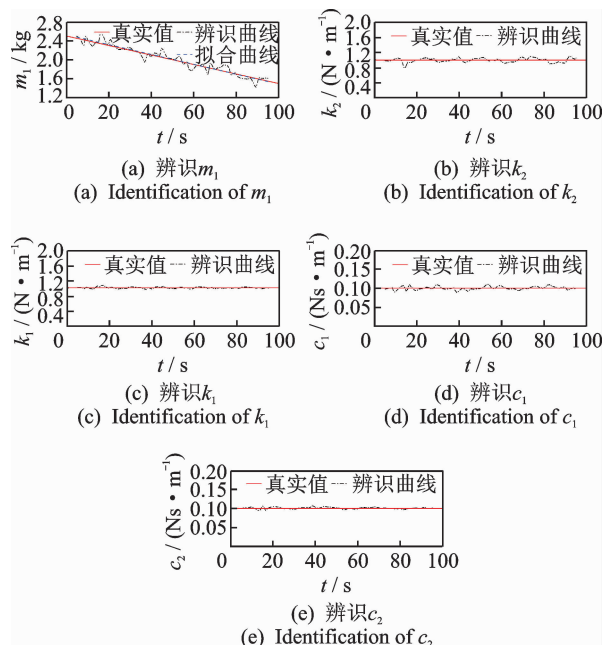 2.8
2.4
2.0
1.6
1.2
m₁ / kg
真实值 辨识曲线
拟合曲线
0 20 40 60 80 100
t / s
(a) 辨识m₁
(a) Identification of m₁
2.0
1.6
1.2
0.4
k₂ / (N·m⁻¹)
真实值 辨识曲线
0 20 40 60 80 100
t / s
(b) 辨识k₂
(b) Identification of k₂
2.0
1.6
1.2
0.4
k₁ / (N·m⁻¹)
真实值 辨识曲线
0 20 40 60 80 100
t / s
(c) 辨识k₁
(c) Identification of k₁
0.20
0.10
0.05
c₁ / (Ns·m⁻¹)
真实值 辨识曲线
0 20 40 60 80 100
t / s
(d) 辨识c₁
(d) Identification of c₁
0.20
0.10
0.05
c₂ / (Ns·m⁻¹)
真实值 辨识曲线
0 20 40 60 80 100
t / s
(e) 辨识c₂
(e) Identification of c₂